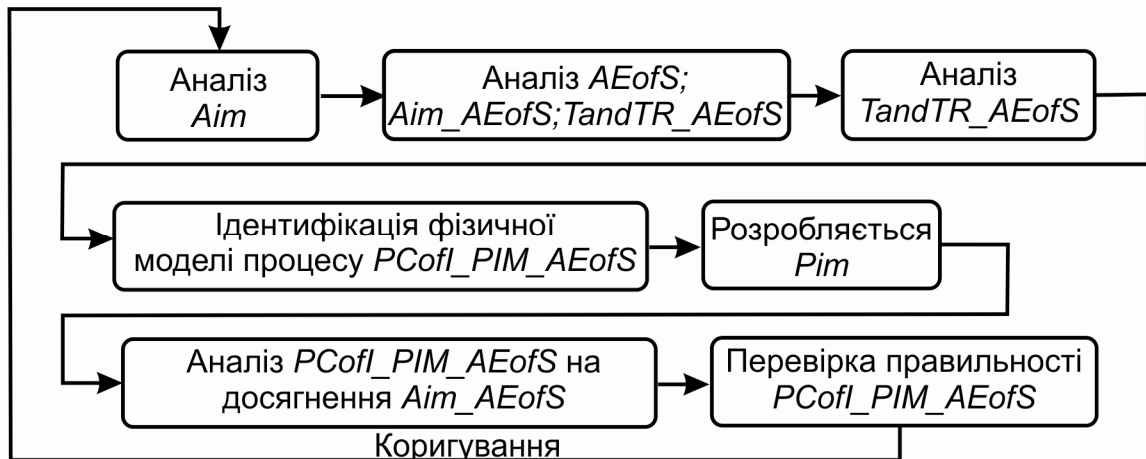 Аналіз
Aim
Аналіз AEofS;
Aim_AEofS;TandTR_AEofS
Аналіз
TandTR_AEofS
Ідентифікація фізичної
моделі процесу PCofI_PIM_AEofS
Розробляється
Pim
Аналіз PCofI_PIM_AEofS на
досягнення Aim_AEofS
Перевірка правильності
PCofI_PIM_AEofS
Коригування